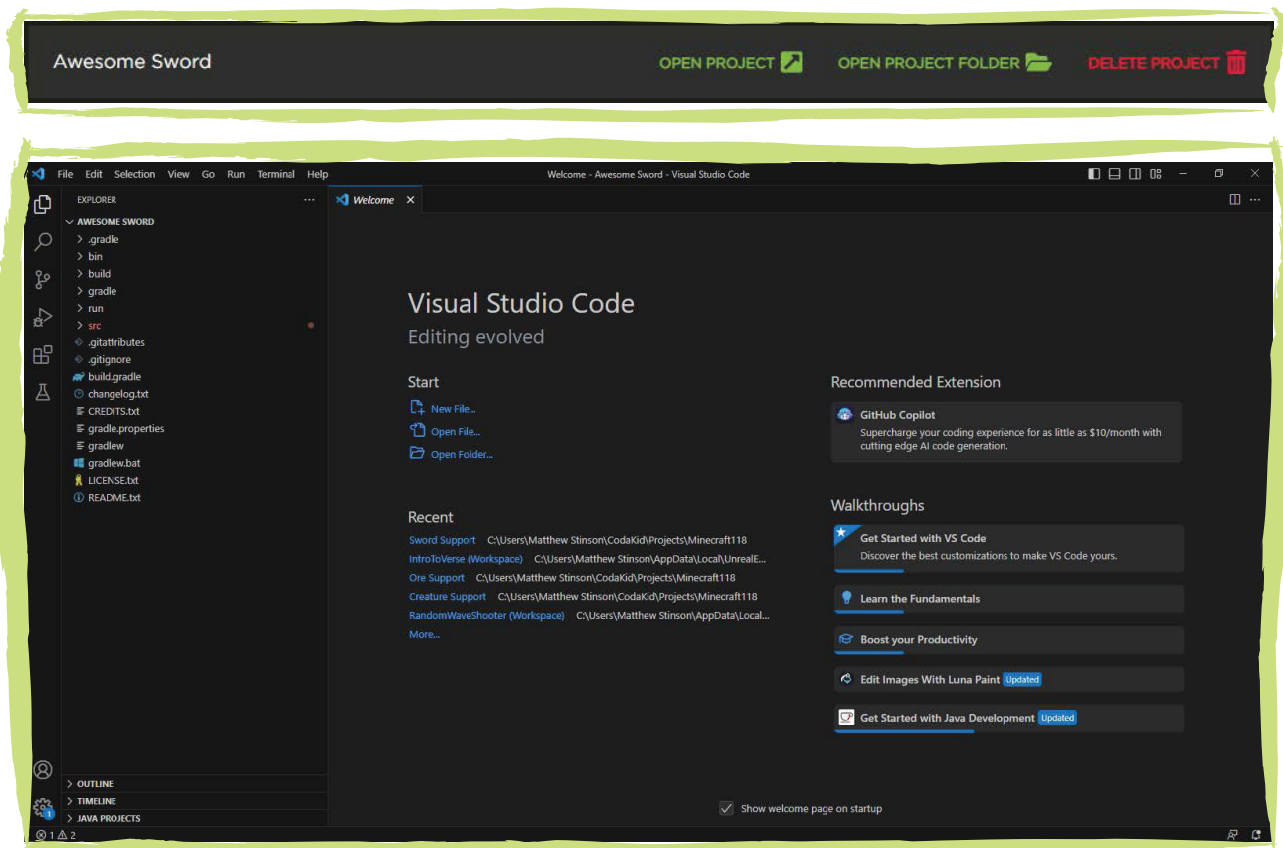 Awesome Sword OPEN PROJECT OPEN PROJECT FOLDER DELETE PROJECT
File Edit Selection View Go Run Terminal Help Welcome - Awesome Sword - Visual Studio Code
EXPLORER
Welcome
AWESOME SWORD
.gradle
bin
build
gradle
run
src
.gitattributes
.gitignore
build.gradle
changelog.txt
CREDITS.txt
gradle.properties
gradlew
gradlew.bat
LICENSE.txt
README.txt
OUTLINE
TIMELINE
JAVA PROJECTS
1
1 2
Visual Studio Code
Editing evolved
Start
New File...
Open File...
Open Folder...
Recent
Sword Support C:\Users\Matthew Stinson\CodaKid\Projects\Minecraft118
IntroToVerse (Workspace) C:\Users\Matthew Stinson\AppData\Local\UnrealE...
Ore Support C:\Users\Matthew Stinson\CodaKid\Projects\Minecraft118
Creature Support C:\Users\Matthew Stinson\CodaKid\Projects\Minecraft118
RandomWaveShooter (Workspace) C:\Users\Matthew Stinson\AppData\Local...
More...
Recommended Extension
GitHub Copilot
Supercharge your coding experience for as little as $10/month with
cutting edge AI code generation.
Walkthroughs
Get Started with VS Code
Discover the best customizations to make VS Code yours.
Learn the Fundamentals
Boost your Productivity
Edit Images With Luna Paint Updated
Get Started with Java Development Updated
Show welcome page on startup